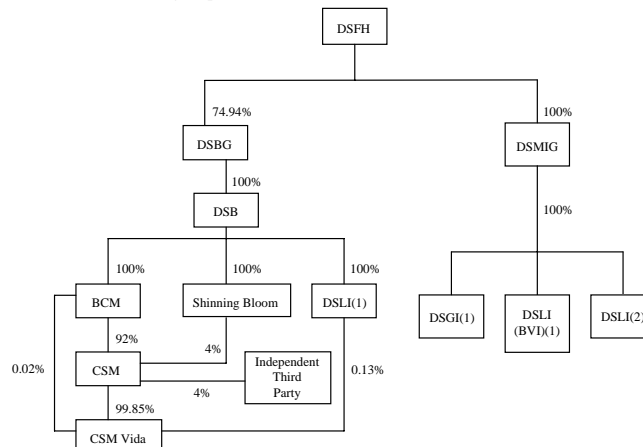 DSFH
74.94%
100%
DSBG
DSMIG
100%
100%
DSB
100%
100%
100%
BCM
Shinning Bloom
DSLI(1)
DSGI(1)
DSLI
(BVI)(1)
DSLI(2)
92%
4%
0.02%
CSM
Independent
Third
Party
0.13%
4%
99.85%
CSM Vida